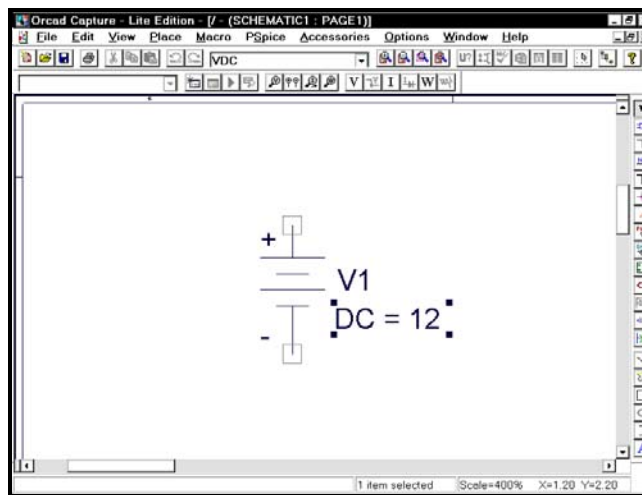 Orcad Capture - Lite Edition - [/ - (SCHEMATIC1 : PAGE1)]
File Edit View Place Macro PSpice Accessories Options Window Help
VDC
V I W
+
V1
DC = 12
-
1 item selected Scale=400% X=1.20 Y=2.20